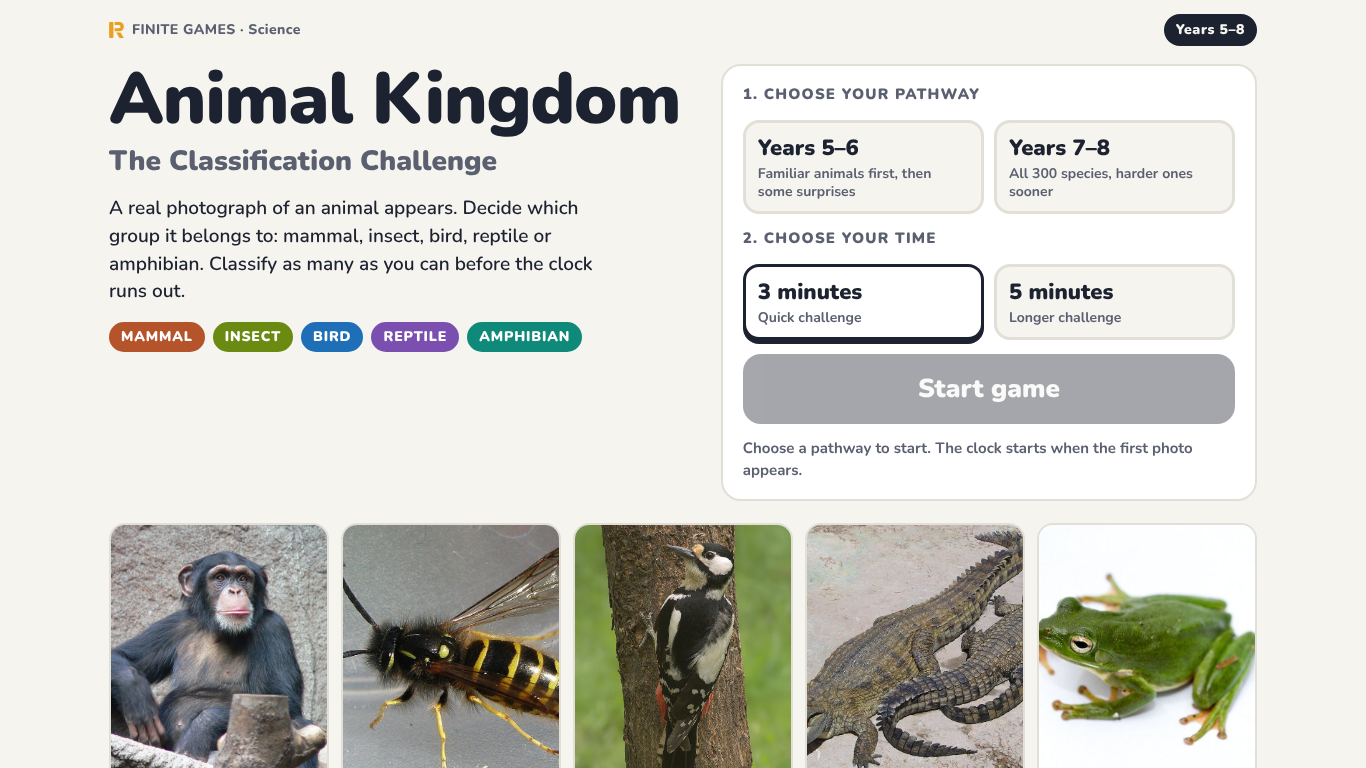 FINITE GAMES · Science
Years 5–8
Animal Kingdom
The Classification Challenge
A real photograph of an animal appears. Decide which
group it belongs to: mammal, insect, bird, reptile or
amphibian. Classify as many as you can before the clock
runs out.
MAMMAL
INSECT
BIRD
REPTILE
AMPHIBIAN
1. CHOOSE YOUR PATHWAY
Years 5–6
Familiar animals first, then
some surprises
Years 7–8
All 300 species, harder ones
sooner
2. CHOOSE YOUR TIME
3 minutes
Quick challenge
5 minutes
Longer challenge
Start game
Choose a pathway to start. The clock starts when the first photo
appears.